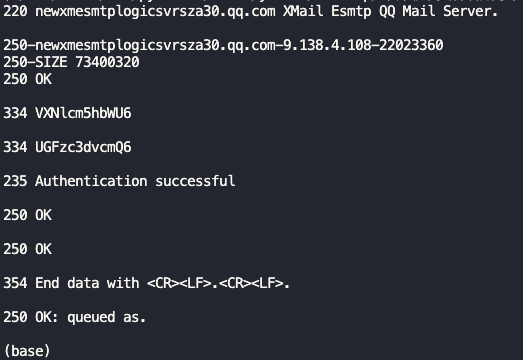 220 newxmesmtplogicsvrsza30.qq.com XMail Esmtp QQ Mail Server.
250-newxmesmtplogicsvrsza30.qq.com-9.138.4.108-22023360
250-SIZE 73400320
250 OK
334 VXNlcm5hbWU6
334 UGFzc3dvcmQ6
235 Authentication successful
250 OK
250 OK
354 End data with <CR><LF>.<CR><LF>.
250 OK: queued as.
(base)